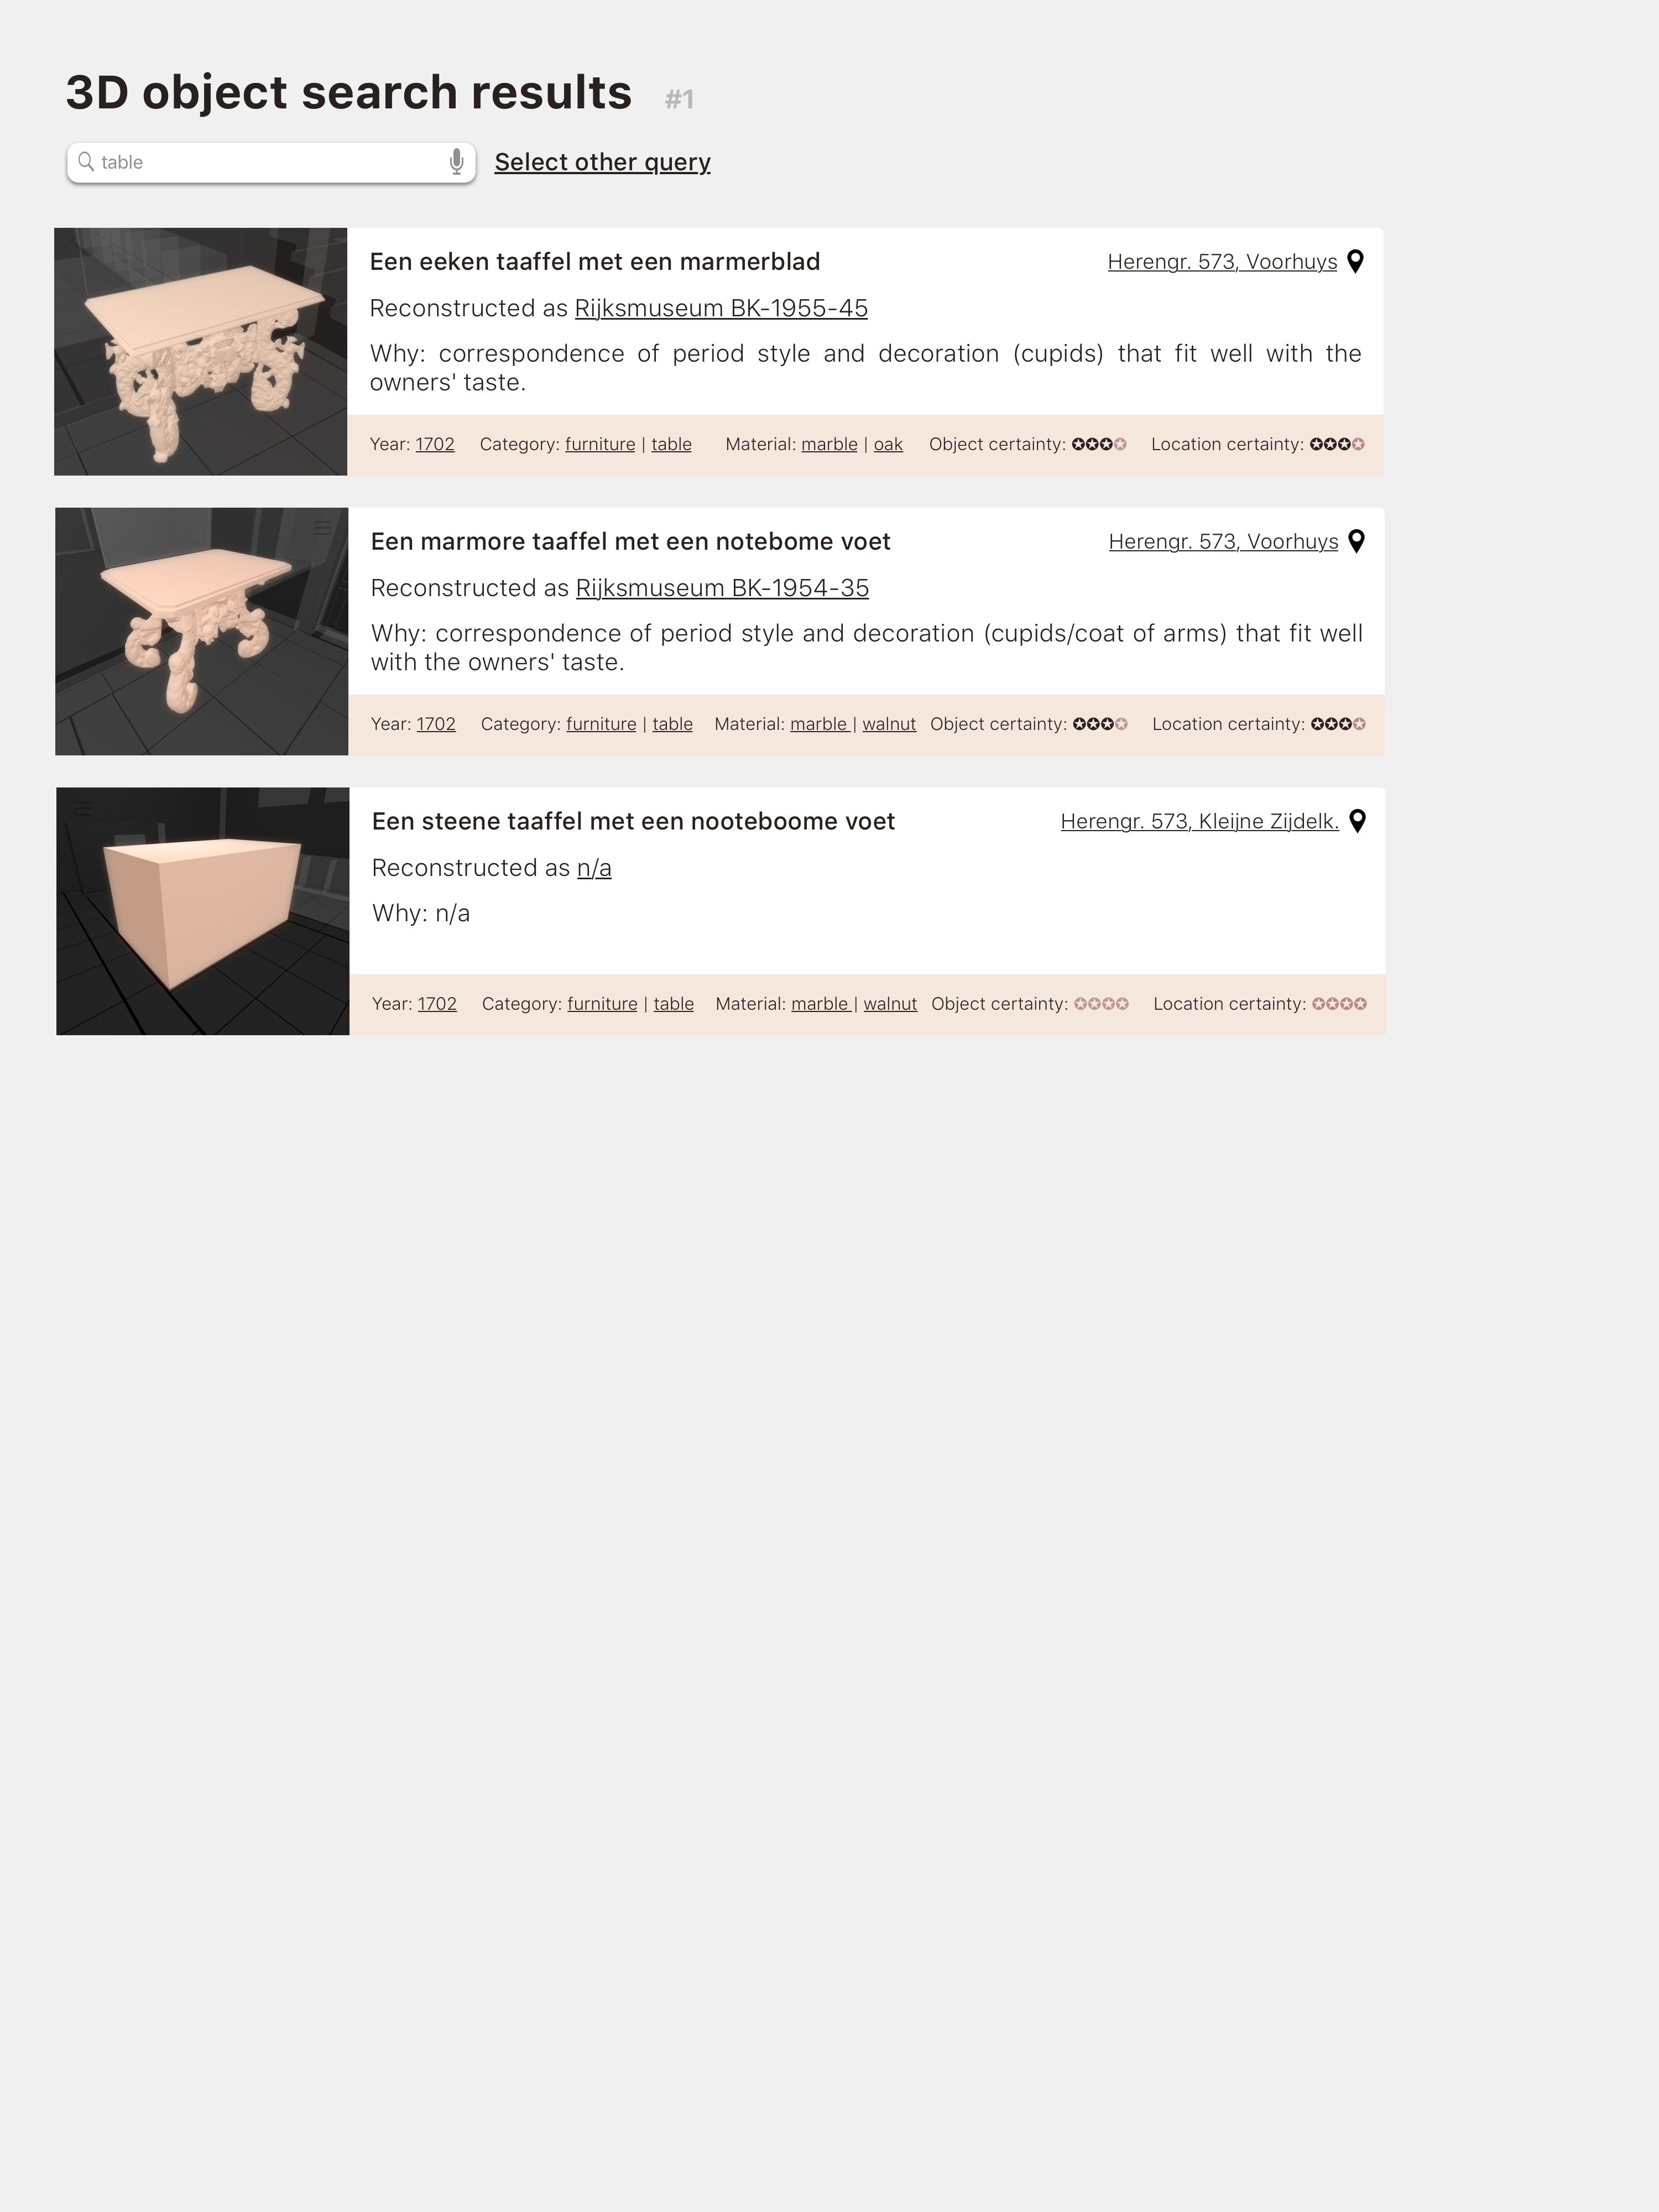 3D object search results #1
table
Select other query
Een eeken taaffel met een marmerblad
Herengr. 573, Voorhuys
Reconstructed as Rijksmuseum BK-1955-45
Why: correspondence of period style and decoration (cupids) that fit well with the
owners' taste.
Year: 1702 Category: furniture | table Material: marble | oak Object certainty: ✪✪✪✪ Location certainty: ✪✪✪✪
Een marmore taaffel met een notebome voet
Herengr. 573, Voorhuys
Reconstructed as Rijksmuseum BK-1954-35
Why: correspondence of period style and decoration (cupids/coat of arms) that fit well
with the owners' taste.
Year: 1702 Category: furniture | table Material: marble | walnut Object certainty: ✪✪✪✪ Location certainty: ✪✪✪✪
Een steene taaffel met een nooteboome voet
Herengr. 573, Kleijne Zijdelk.
Reconstructed as n/a
Why: n/a
Year: 1702 Category: furniture | table Material: marble | walnut Object certainty: ✪✪✪✪ Location certainty: ✪✪✪✪